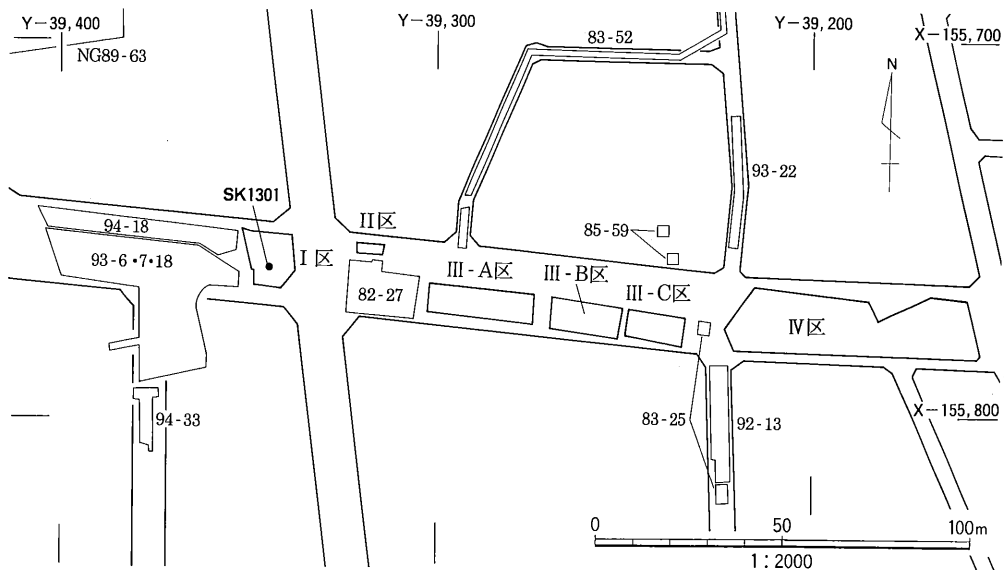 Y-39,400
Y-39,300
Y-39,200
X-155,700
NG89-63
83-52
N
93-22
SK1301
94-18
II区
85-59
93-6・7・18
I区
III-A区
III-B区
III-C区
82-27
IV区
94-33
83-25
92-13
X-155,800
0 50 100m
1:2000